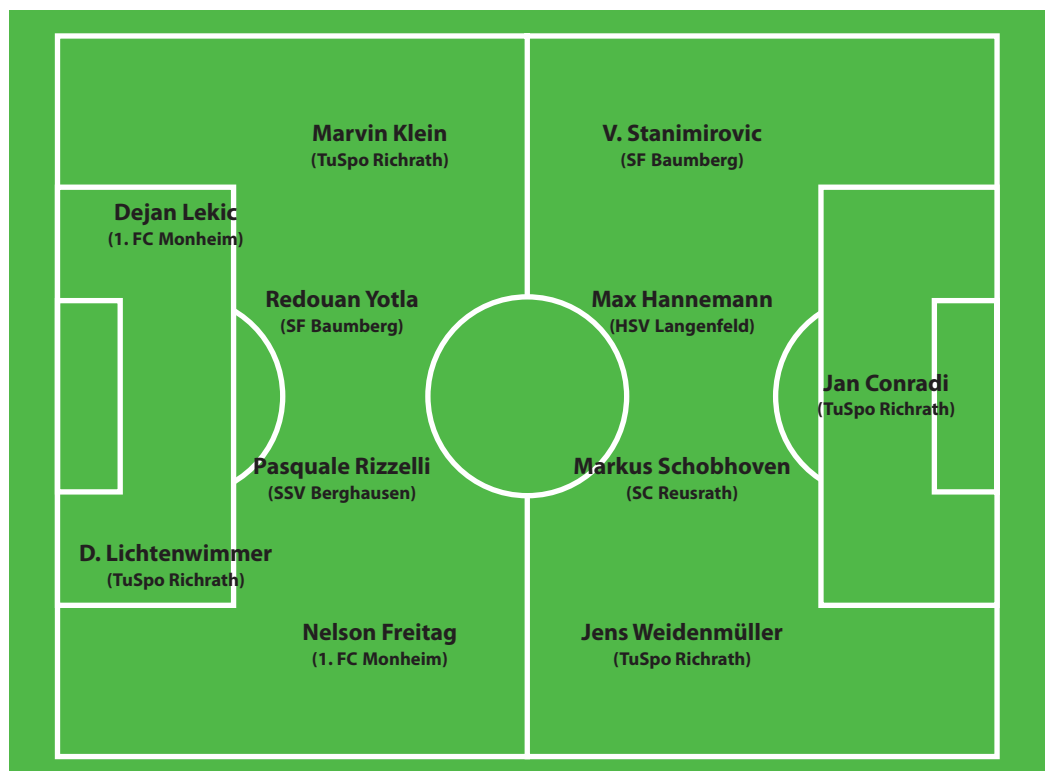 Marvin Klein
(TuSpo Richrath)
V. Stanimirovic
(SF Baumberg)
Dejan Lekic
(1. FC Monheim)
Redouan Yotla
(SF Baumberg)
Max Hannemann
(HSV Langenfeld)
Jan Conradi
(TuSpo Richrath)
Pasquale Rizzelli
(SSV Berghausen)
Markus Schobhoven
(SC Reusrath)
D. Lichtenwimmer
(TuSpo Richrath)
Nelson Freitag
(1. FC Monheim)
Jens Weidenmüller
(TuSpo Richrath)